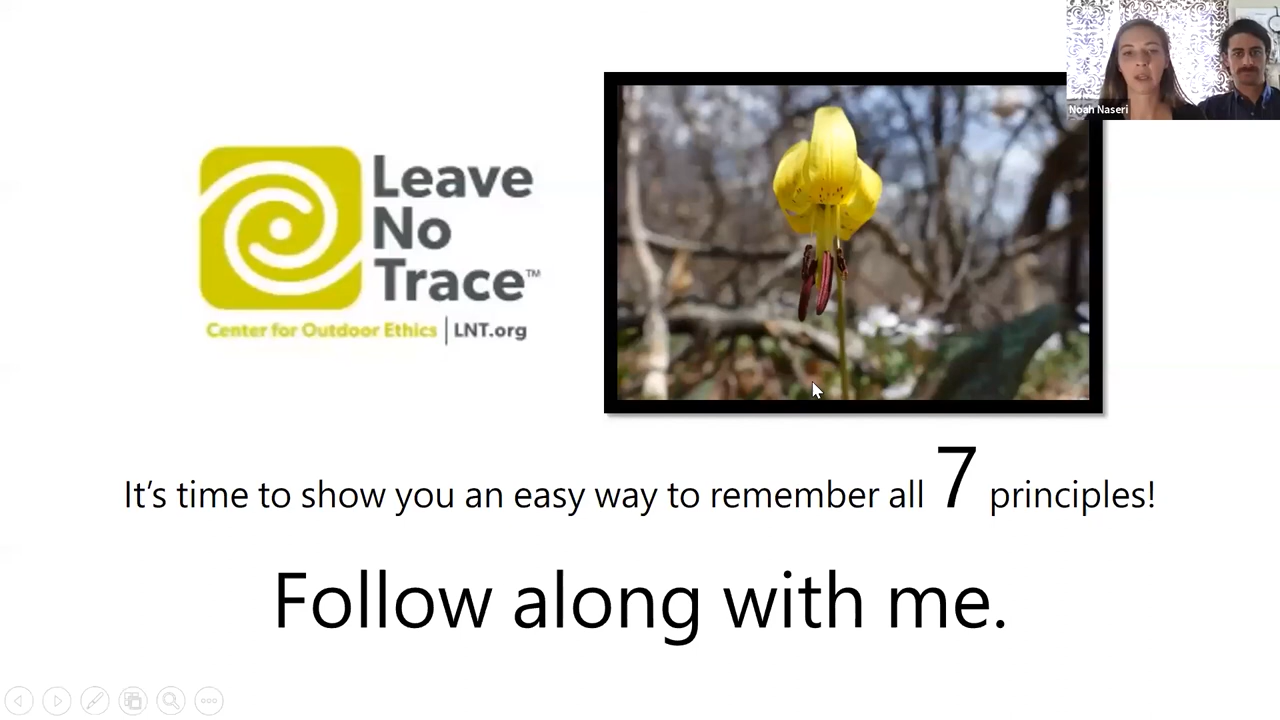 Noah Naseri
Leave
No
Trace™
Center for Outdoor Ethics | LNT.org
It’s time to show you an easy way to remember all 7 principles!
Follow along with me.